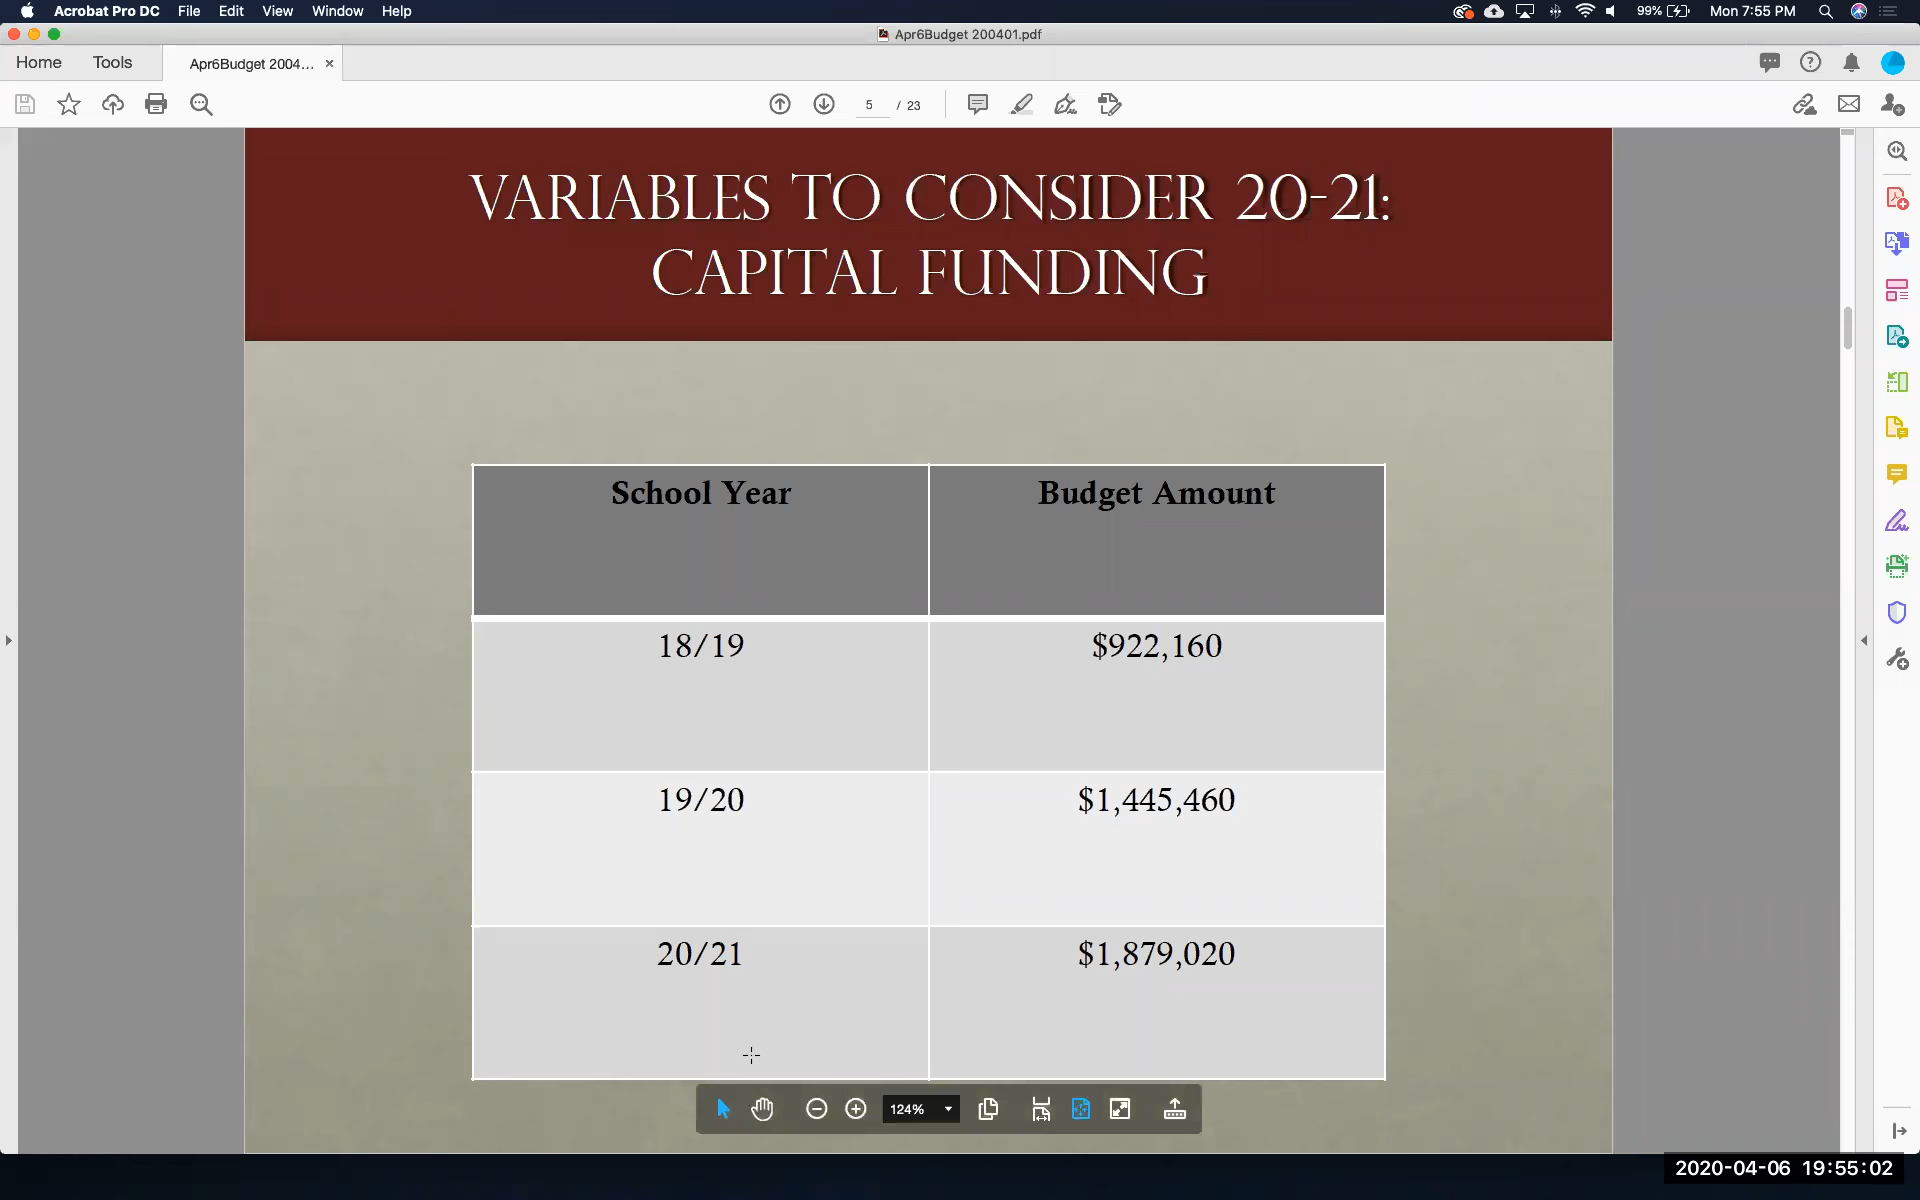 Acrobat Pro DC File Edit View Window Help 99% Mon 7:55 PM
Apr6Budget 200401.pdf
Home Tools Apr6Budget 2004... ×
5 / 23
VARIABLES TO CONSIDER 20-21:
CAPITAL FUNDING
School Year Budget Amount
18/19 $922,160
19/20 $1,445,460
20/21 $1,879,020
124%
2020-04-06 19:55:02